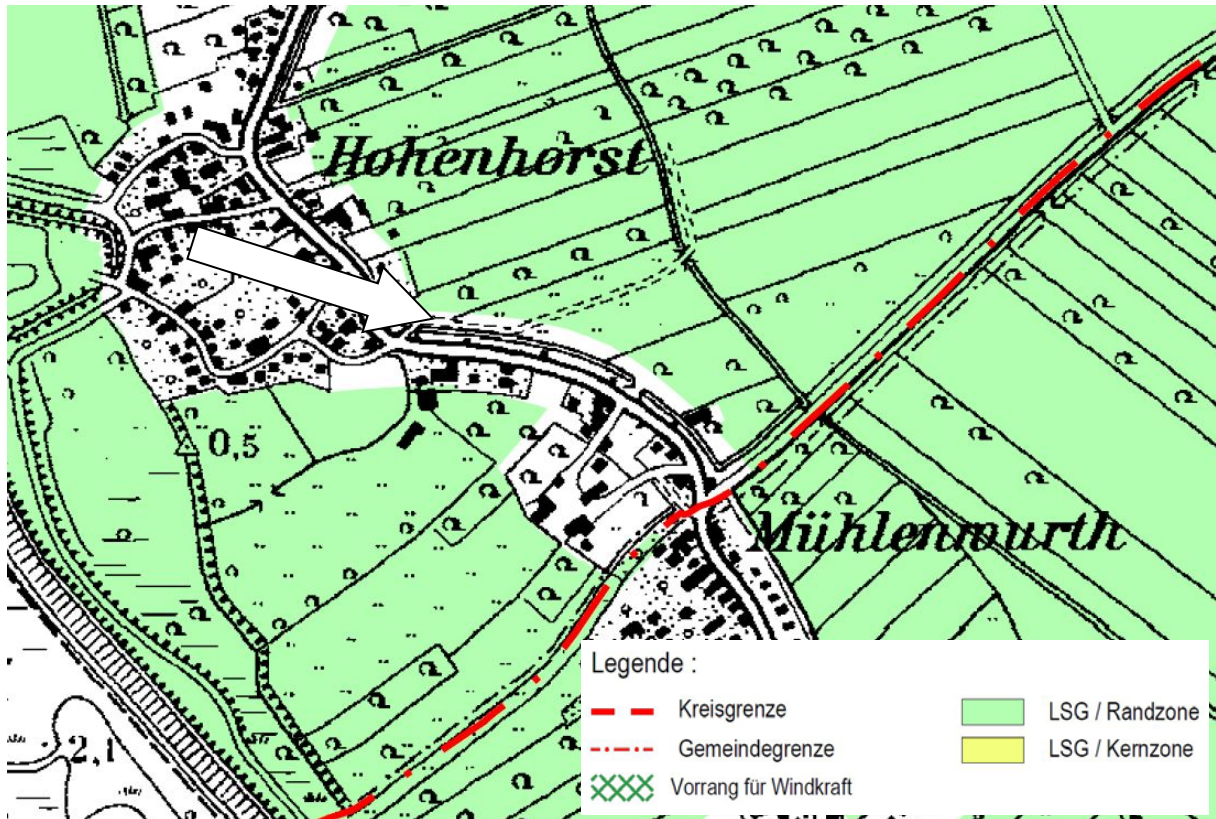 Hohenhorst
0,5
Mühlenwurth
2,1
Legende :
Kreisgrenze
Gemeindegrenze
Vorrang für Windkraft
LSG / Randzone
LSG / Kernzone